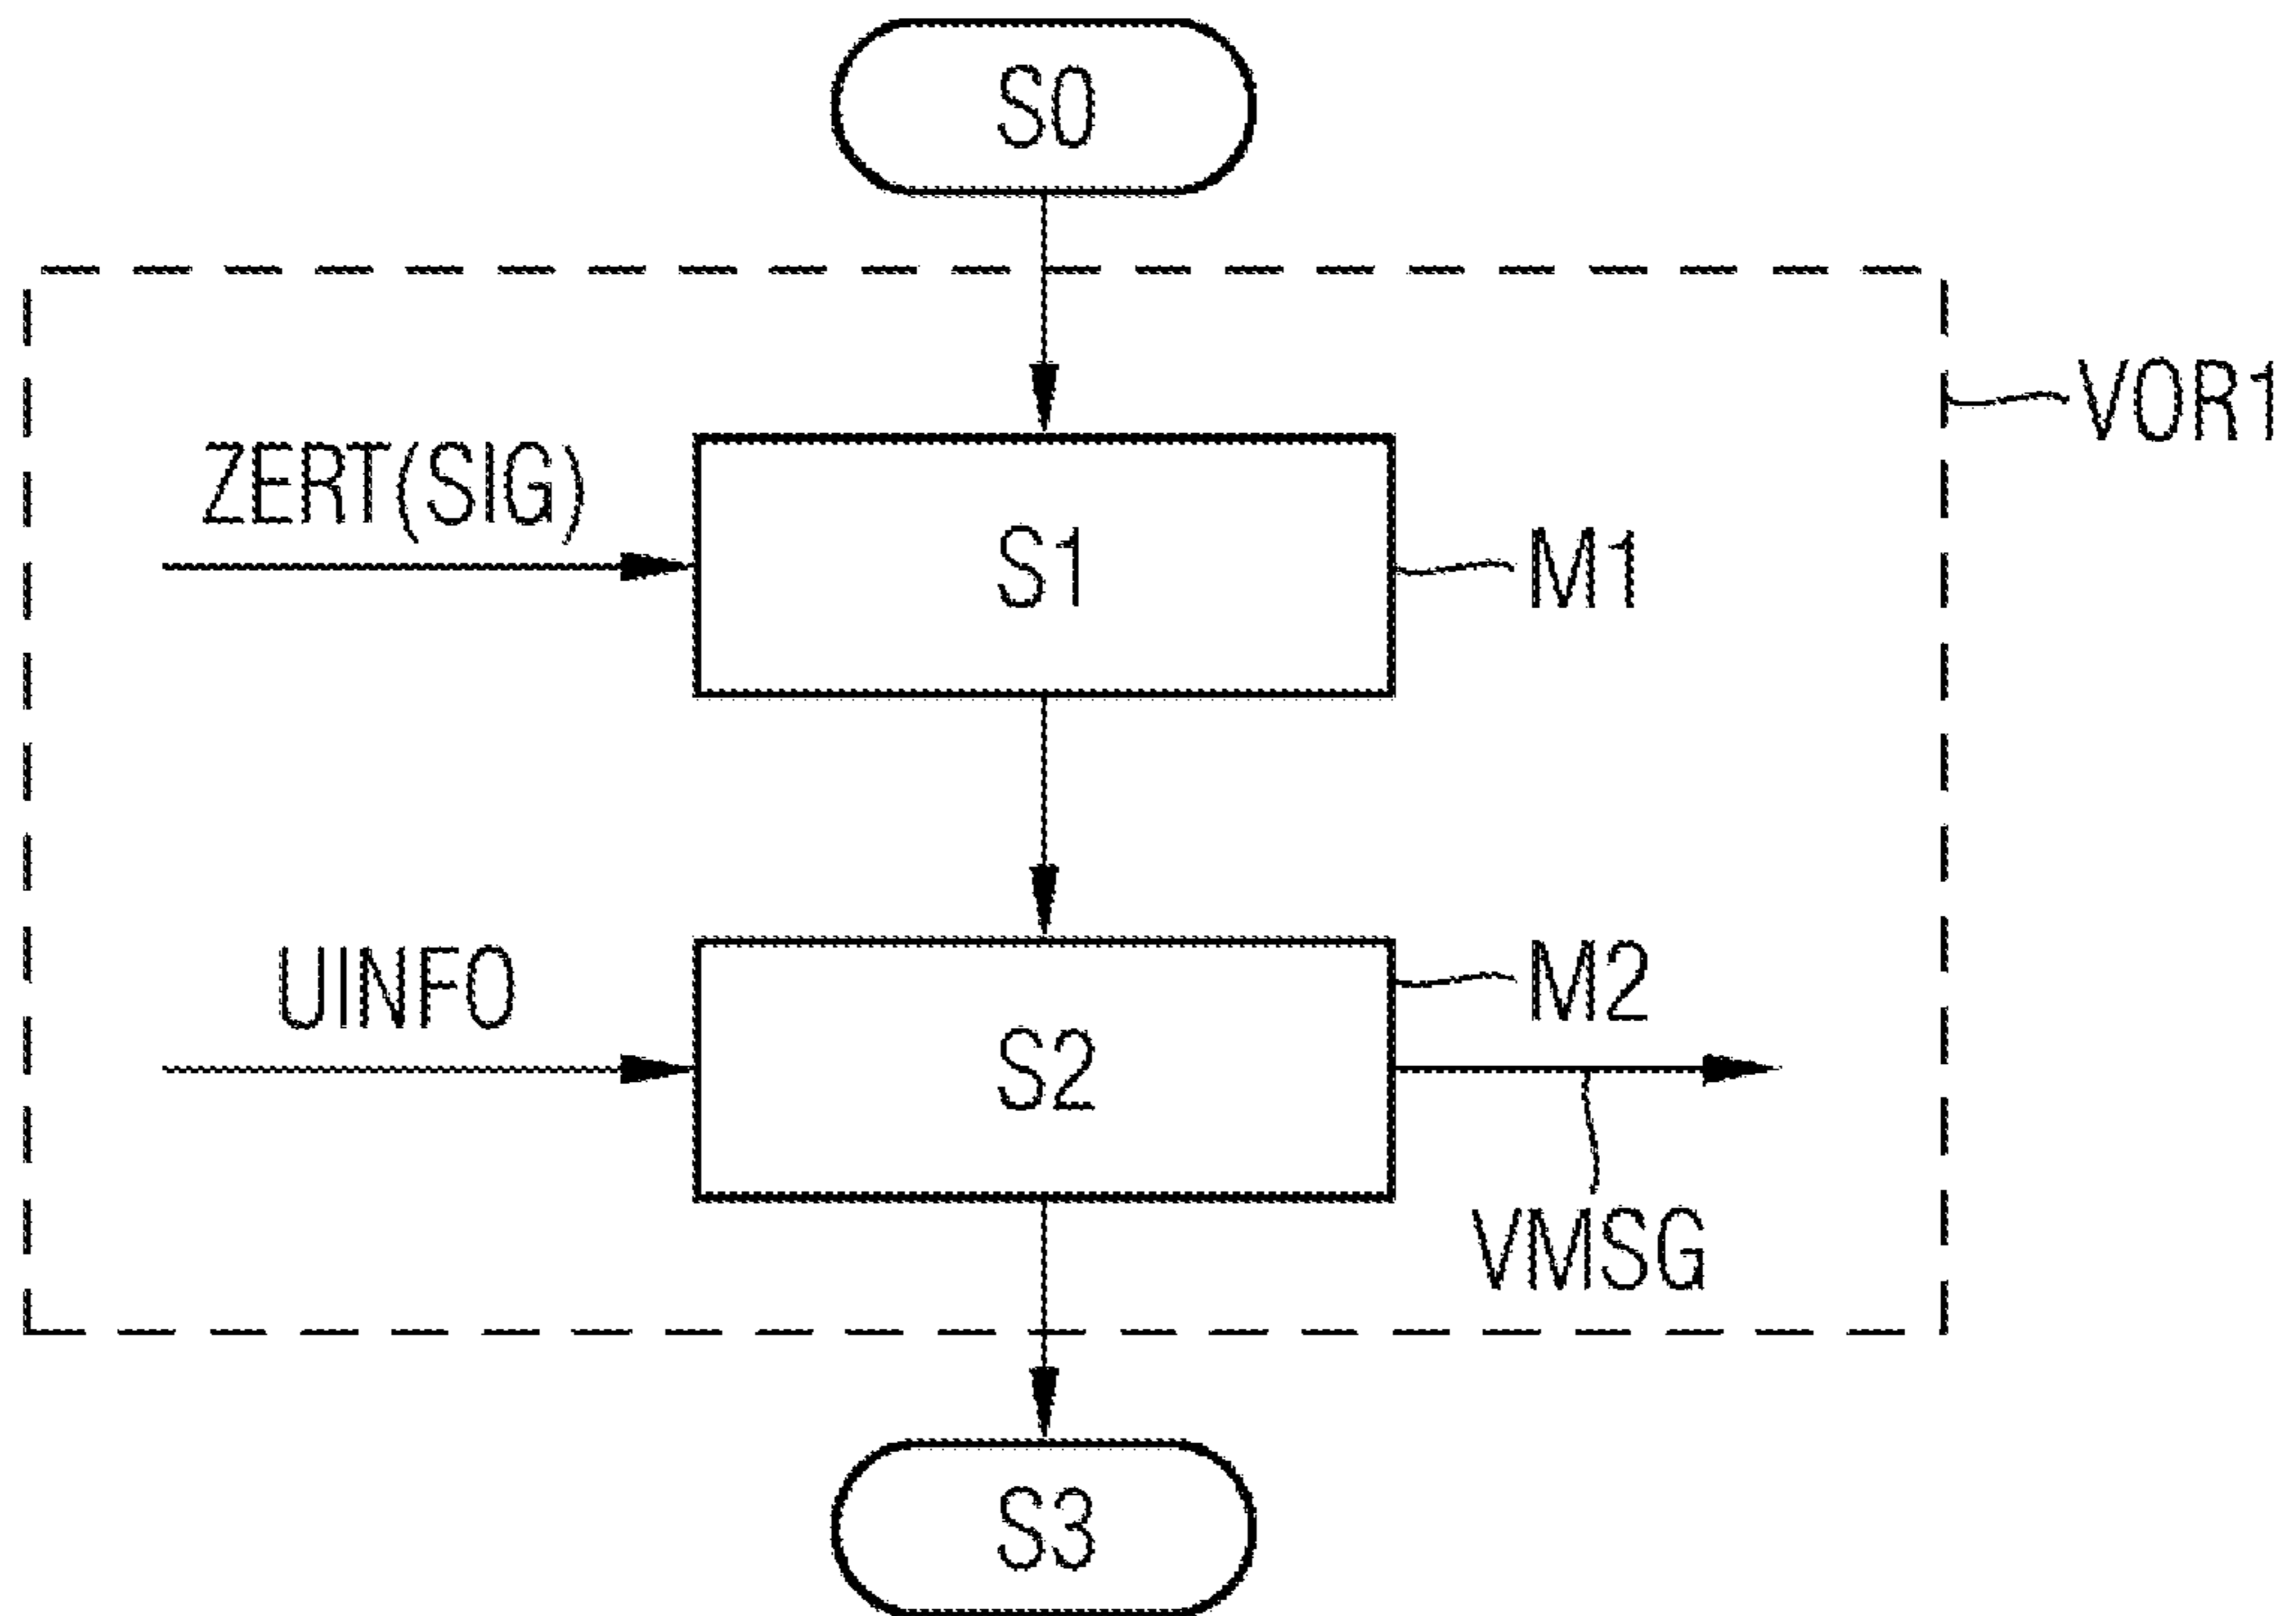 S0
VOR1
ZERT(SIG)
S1
M1
UINFO
M2
S2
VMSG
S3